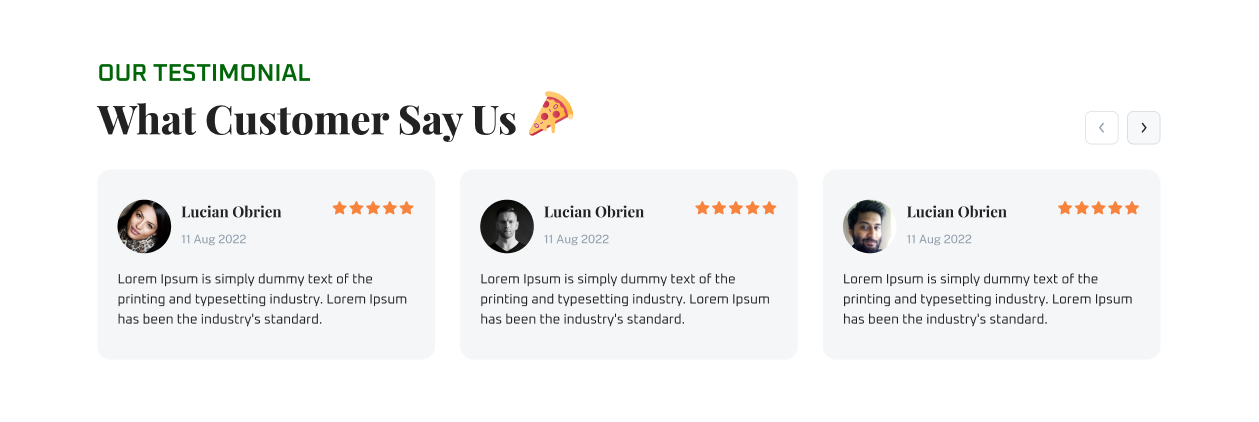 OUR TESTIMONIAL
What Customer Say Us
Lucian Obrien
11 Aug 2022
Lorem Ipsum is simply dummy text of the
printing and typesetting industry. Lorem Ipsum
has been the industry's standard.
Lucian Obrien
11 Aug 2022
Lorem Ipsum is simply dummy text of the
printing and typesetting industry. Lorem Ipsum
has been the industry's standard.
Lucian Obrien
11 Aug 2022
Lorem Ipsum is simply dummy text of the
printing and typesetting industry. Lorem Ipsum
has been the industry's standard.